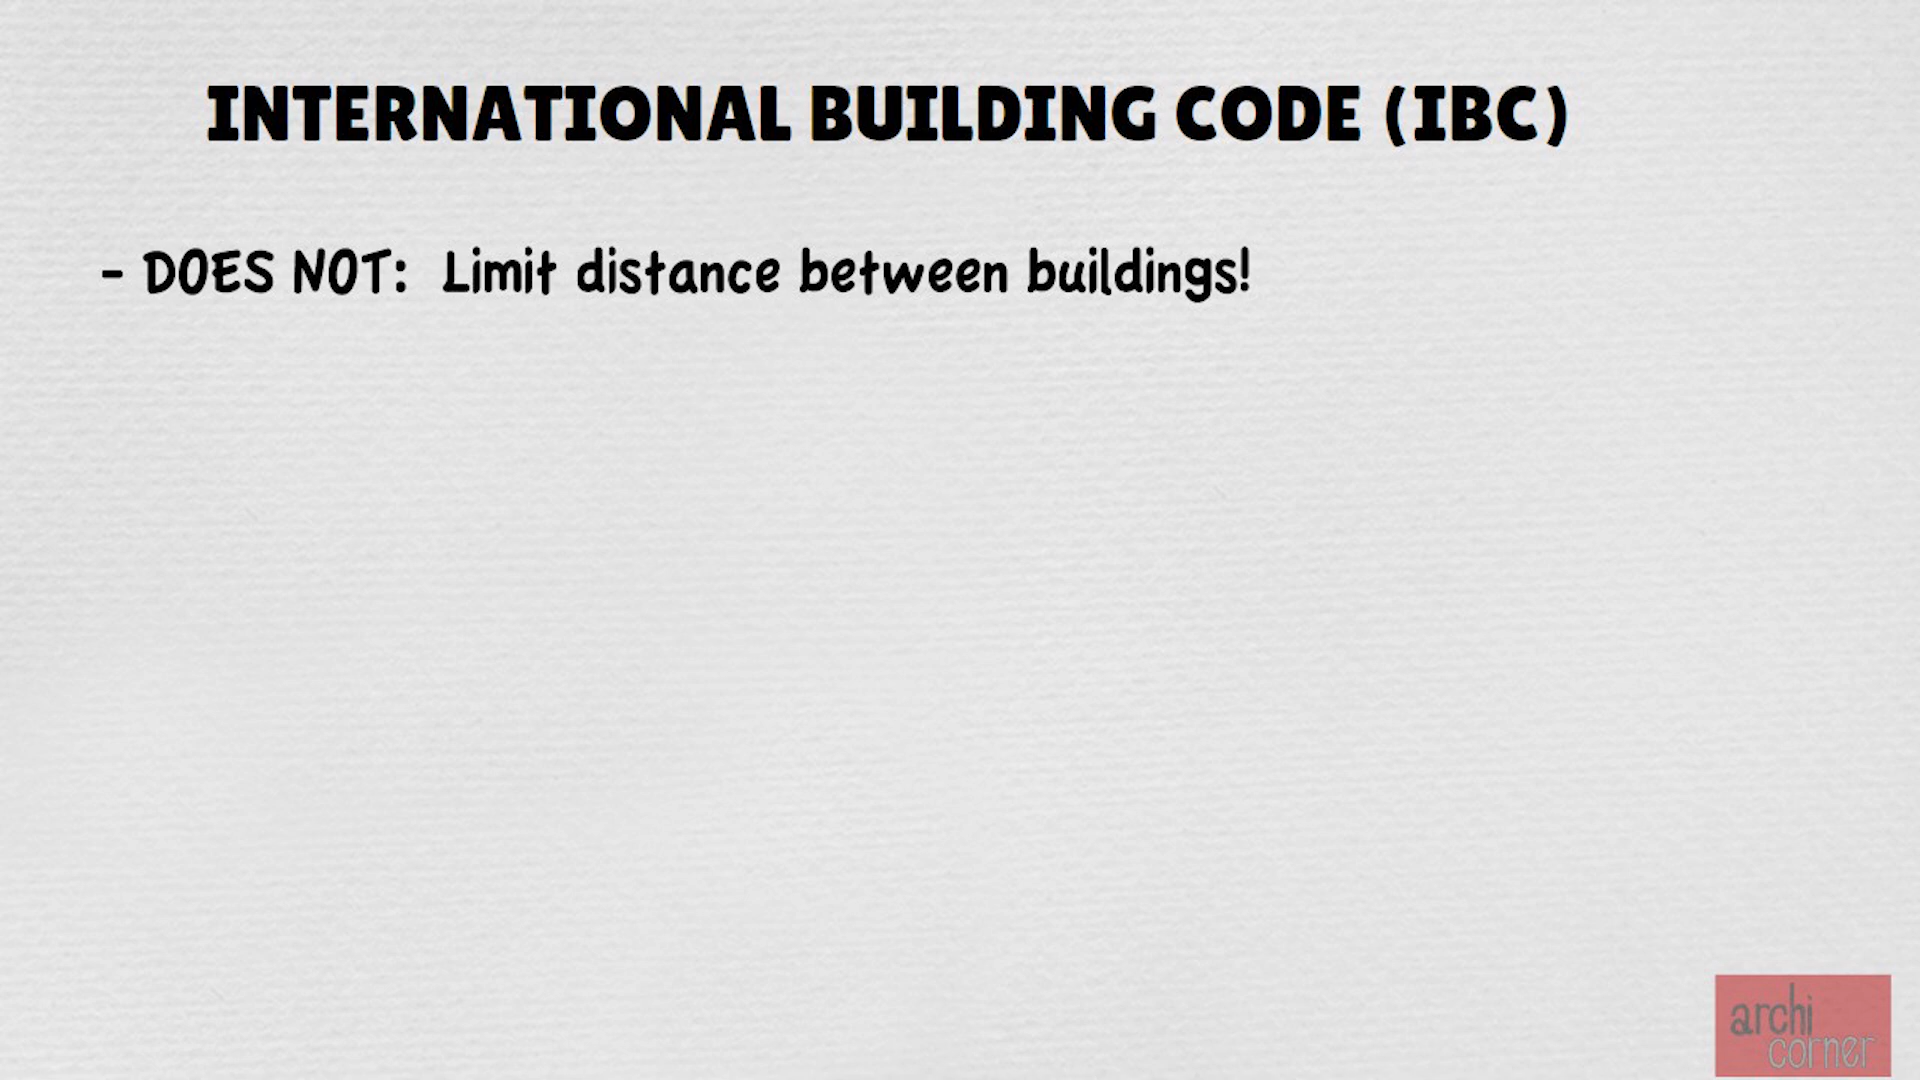 INTERNATIONAL BUILDING CODE (IBC)
- DOES NOT: Limit distance between buildings!
archi
corner